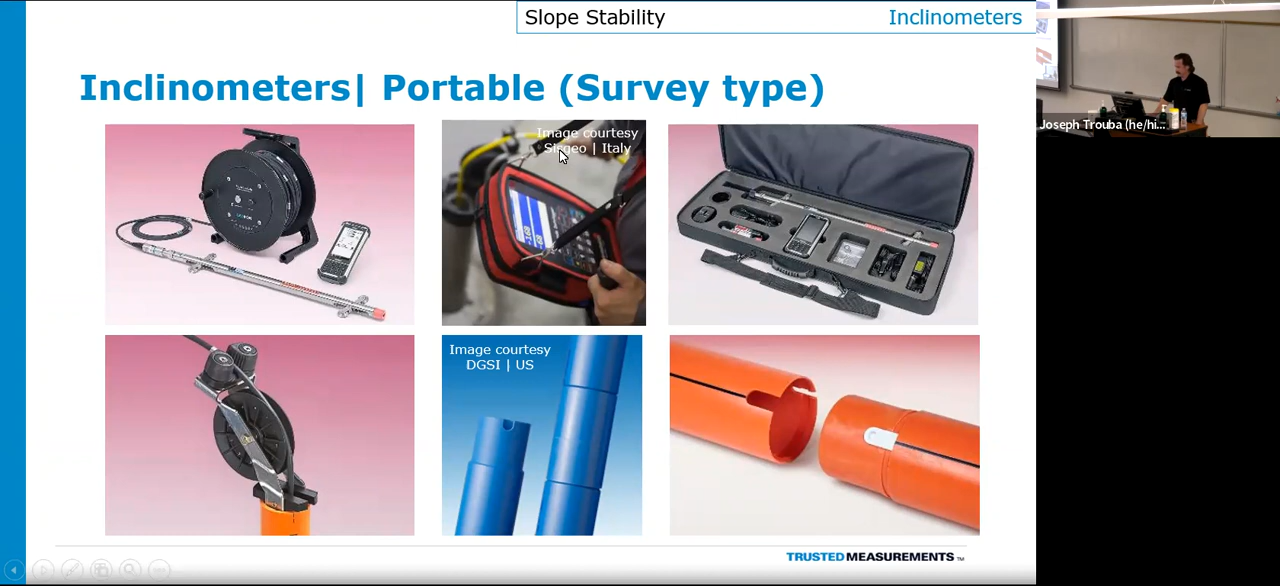 Slope Stability
Inclinometers
Inclinometers| Portable (Survey type)
Image courtesy
Sisgeo | Italy
Image courtesy
DGSI | US
TRUSTED MEASUREMENTS™
Joseph Trouba (he/hi...